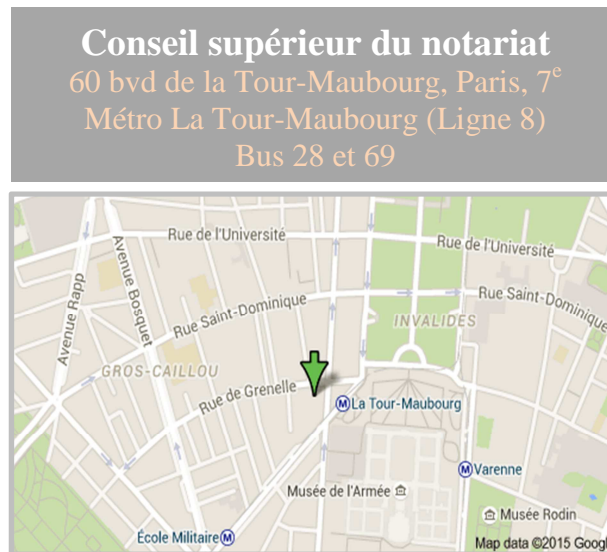 Conseil supérieur du notariat
60 bvd de la Tour-Maubourg, Paris, 7e
Métro La Tour-Maubourg (Ligne 8)
Bus 28 et 69
Rue de l'Université
Rue de l'Université
Avenue Rapp
Avenue Bosquet
Rue Saint-Dominique
Rue Saint-Dominique
INVALIDES
GROS-CAILLOU
Rue de Grenelle
M La Tour-Maubourg
M Varenne
Musée de l'Armée
Musée Rodin
École Militaire M
Map data ©2015 Googl